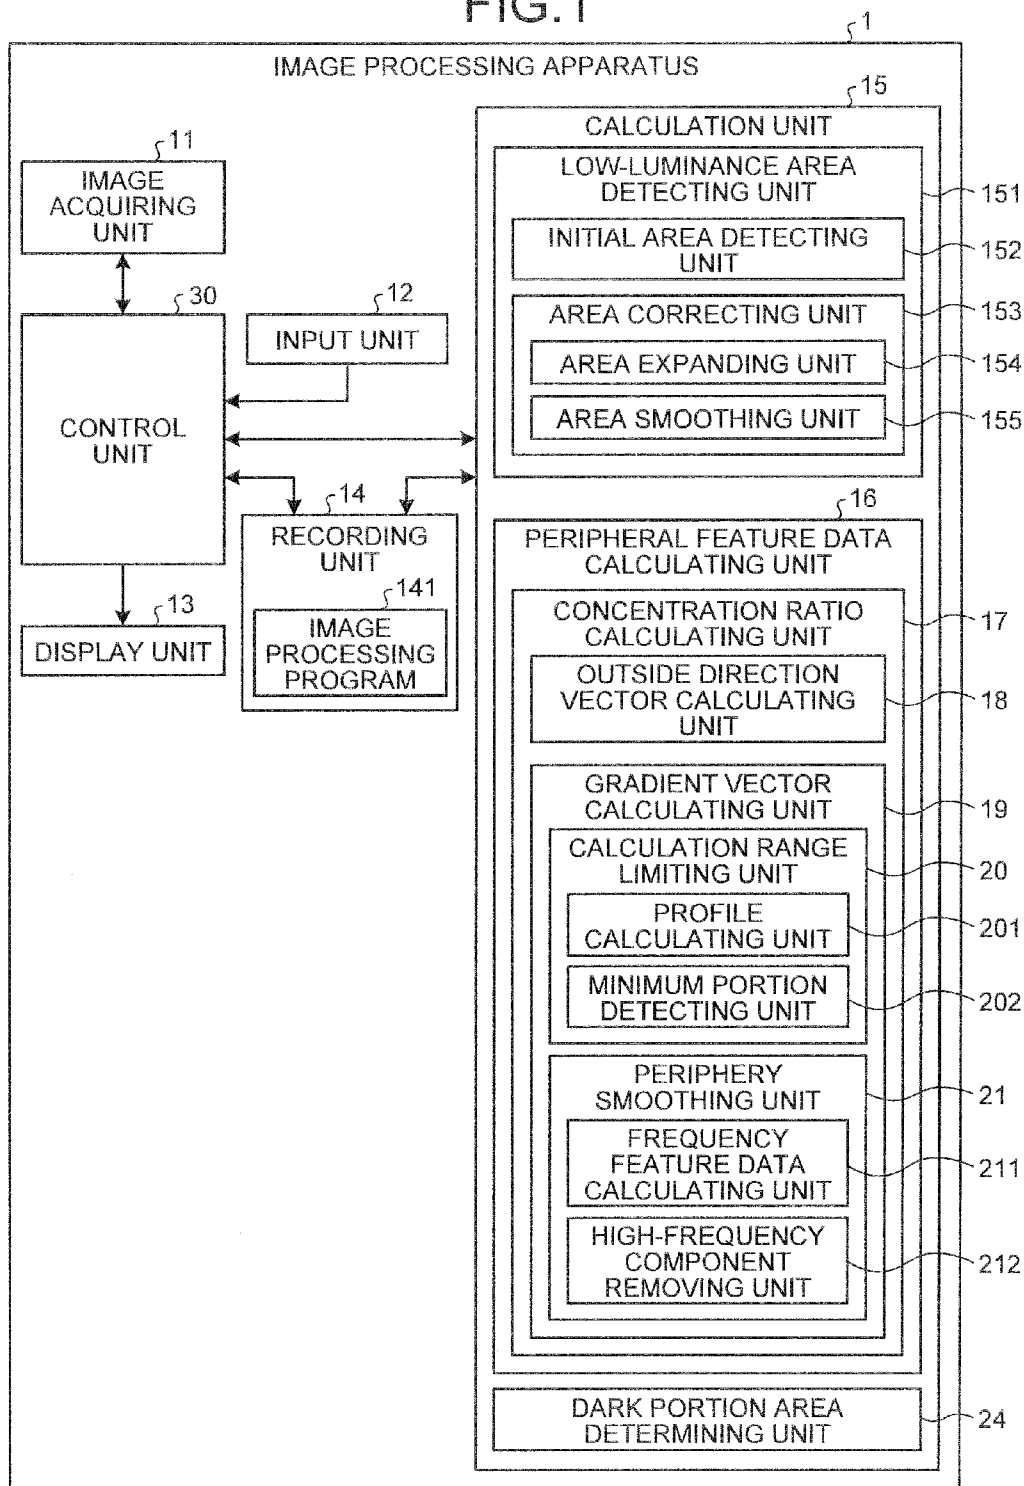 FIG.1
1
IMAGE PROCESSING APPARATUS
15
CALCULATION UNIT
11
IMAGE
ACQUIRING
UNIT
LOW-LUMINANCE AREA
DETECTING UNIT
151
INITIAL AREA DETECTING
UNIT
152
30
CONTROL
UNIT
12
INPUT UNIT
AREA CORRECTING UNIT
153
AREA EXPANDING UNIT
154
AREA SMOOTHING UNIT
155
14
RECORDING
UNIT
141
IMAGE
PROCESSING
PROGRAM
13
DISPLAY UNIT
16
PERIPHERAL FEATURE DATA
CALCULATING UNIT
CONCENTRATION RATIO
CALCULATING UNIT
17
OUTSIDE DIRECTION
VECTOR CALCULATING
UNIT
18
GRADIENT VECTOR
CALCULATING UNIT
19
CALCULATION RANGE
LIMITING UNIT
20
PROFILE
CALCULATING UNIT
201
MINIMUM PORTION
DETECTING UNIT
202
PERIPHERY
SMOOTHING UNIT
21
FREQUENCY
FEATURE DATA
CALCULATING UNIT
211
HIGH-FREQUENCY
COMPONENT
REMOVING UNIT
212
DARK PORTION AREA
DETERMINING UNIT
24